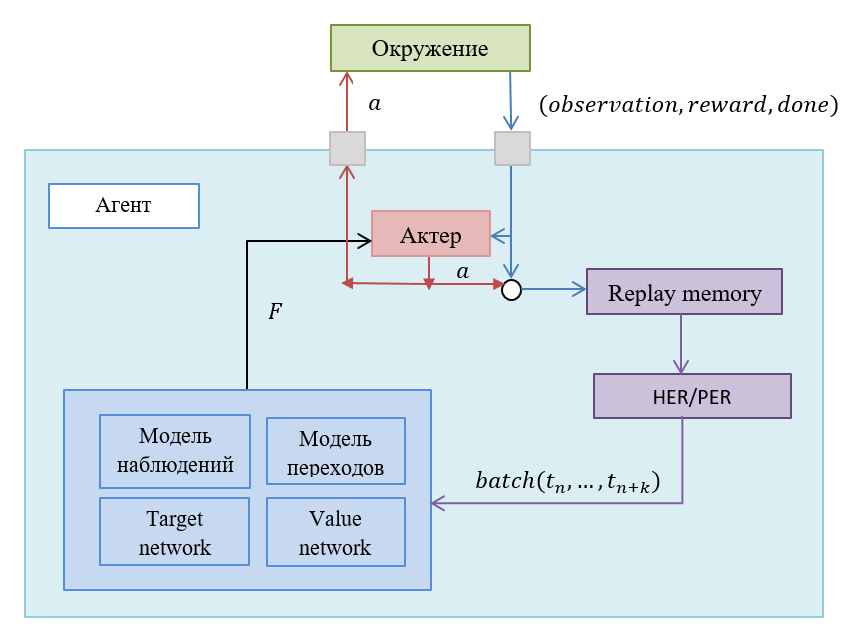 Окружение
a
(observation, reward, done)
Агент
Актер
a
F
Replay memory
HER/PER
Модель
наблюдений
Модель
переходов
batch(tₙ, …, tₙ₊ₖ)
Target
network
Value
network